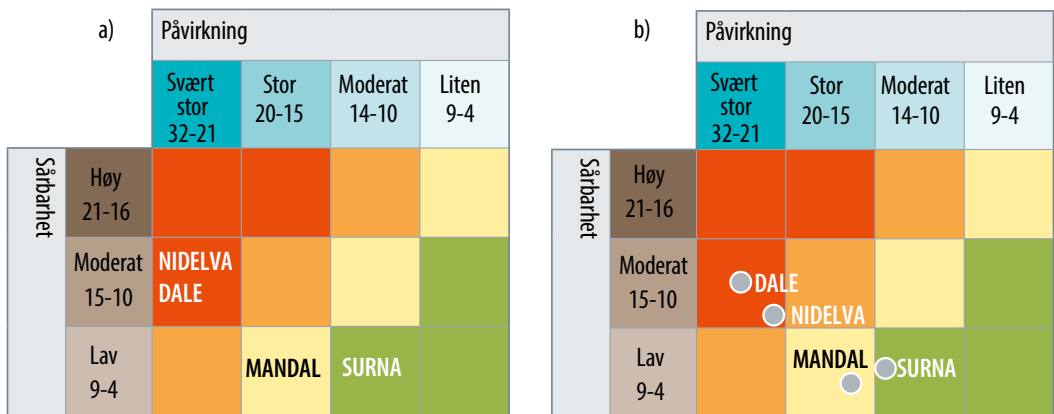 a)
Påvirkning
Svært
stor
32-21
Stor
20-15
Moderat
14-10
Liten
9-4
Sårbarhet
Høy
21-16
Moderat
15-10
NIDELVA
DALE
Lav
9-4
MANDAL
SURNA
b)
Påvirkning
Svært
stor
32-21
Stor
20-15
Moderat
14-10
Liten
9-4
Sårbarhet
Høy
21-16
Moderat
15-10
DALE
NIDELVA
Lav
9-4
MANDAL
SURNA